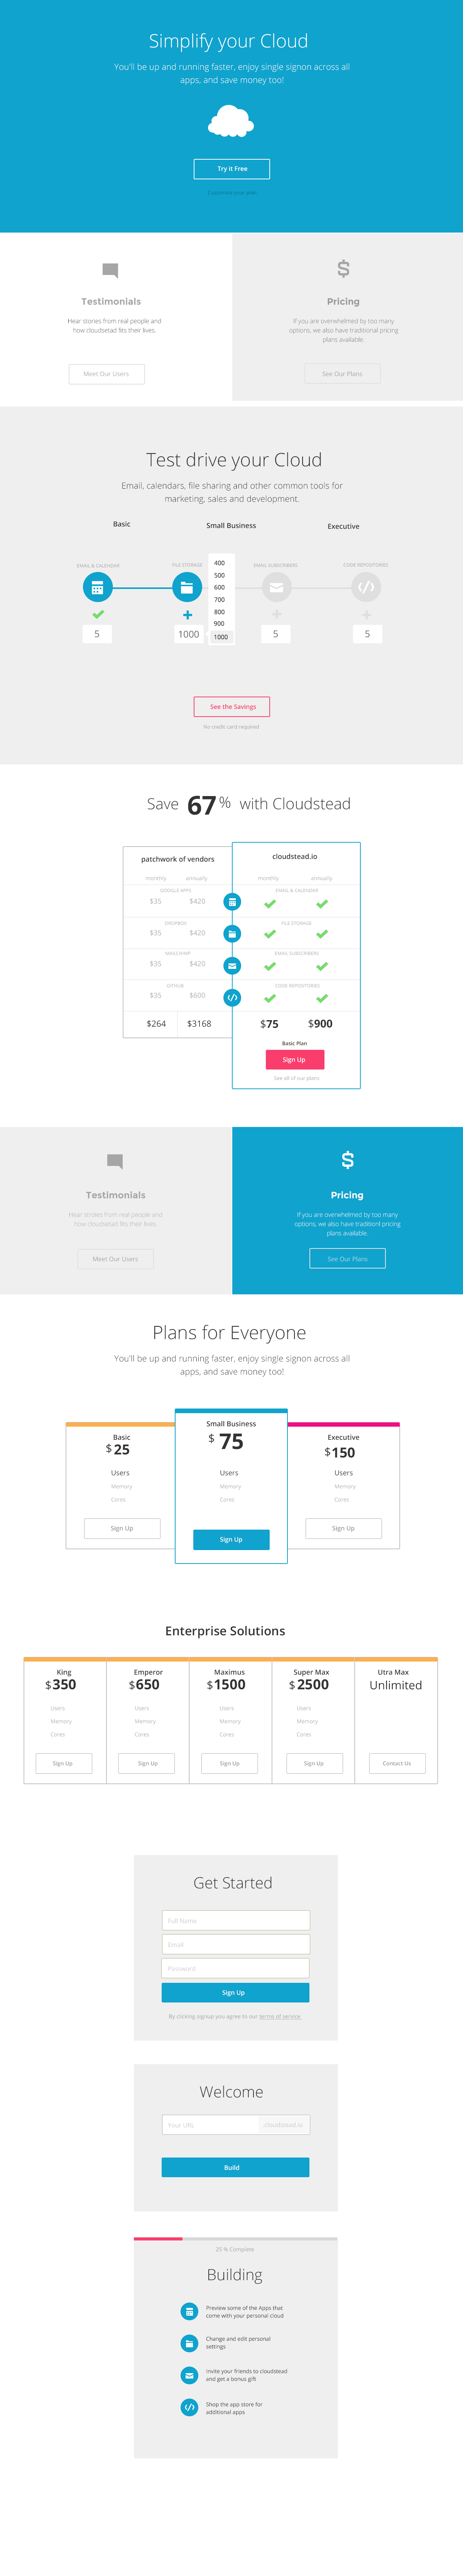 Simplify your Cloud
You'll be up and running faster, enjoy single signon across all
apps, and save money too!
Try it Free
Customize your plan
Testimonials
Hear stories from real people and
how cloudsetad fits their lives.
Meet Our Users
$
Pricing
If you are overwhelmed by too many
options, we also have traditional pricing
plans available.
See Our Plans
Test drive your Cloud
Email, calendars, file sharing and other common tools for
marketing, sales and development.
Basic
Small Business
Executive
EMAIL & CALENDAR
FILE STORAGE
EMAIL SUBSCRIBERS
CODE REPOSITORIES
400
500
600
700
800
900
1000
5
1000
5
5
See the Savings
No credit card required
Save 67% with Cloudstead
patchwork of vendors
cloudstead.io
monthly annually
monthly annually
GOOGLE APPS
EMAIL & CALENDAR
$35 $420
DROPBOX
FILE STORAGE
$35 $420
MAILCHIMP
EMAIL SUBSCRIBERS
$35 $420
GITHUB
CODE REPOSITORIES
$35 $600
$264 $3168
$75 $900
Basic Plan
Sign Up
See all of our plans
Testimonials
Hear stroies from real people and
how cloudsetad fits their lives.
Meet Our Users
$
Pricing
If you are overwhelmed by too many
options, we also have traditionl pricing
plans available.
See Our Plans
Plans for Everyone
You'll be up and running faster, enjoy single signon across all
apps, and save money too!
Basic
$25
Users
Memory
Cores
Sign Up
Small Business
$ 75
Users
Memory
Cores
Sign Up
Executive
$150
Users
Memory
Cores
Sign Up
Enterprise Solutions
King
$350
Users
Memory
Cores
Sign Up
Emperor
$650
Users
Memory
Cores
Sign Up
Maximus
$1500
Users
Memory
Cores
Sign Up
Super Max
$2500
Users
Memory
Cores
Sign Up
Utra Max
Unlimited
Contact Us
Get Started
Full Name
Email
Password
Sign Up
By clicking signup you agree to our terms of service.
Welcome
Your URL
.cloudstead.io
Build
25 % Complete
Building
Preview some of the Apps that
come with your personal cloud
Change and edit personal
settings
Invite your friends to cloudstead
and get a bonus gift
Shop the app store for
additional apps